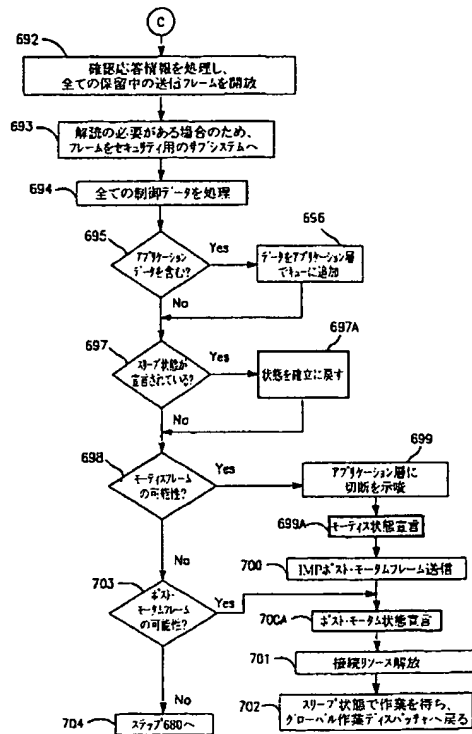 C
692
確認応答情報を処理し、
全ての保留中の送信フレームを開放
693
解読の必要がある場合のため、
フレームをセキュリティ用のサブシステムへ
694
全ての制御データを処理
695
アプリケーション
データを含む?
Yes
656
データをアプリケーション層
でキューに追加
No
697
スリープ状態が
宣言されている?
Yes
697A
状態を確立に戻す
No
698
モーティスフレーム
の可能性?
Yes
699
アプリケーション層に
切断を示唆
699A
モーティス状態宣言
700
IMPポスト・モータムフレーム送信
No
703
ポスト・
モータムフレーム
の可能性?
Yes
70CA
ポスト・モータム状態宣言
701
接続リソース解放
702
スリープ状態で作業を待ち、
グローバル作業ディスパッチャへ戻る
No
704
ステップ680へ